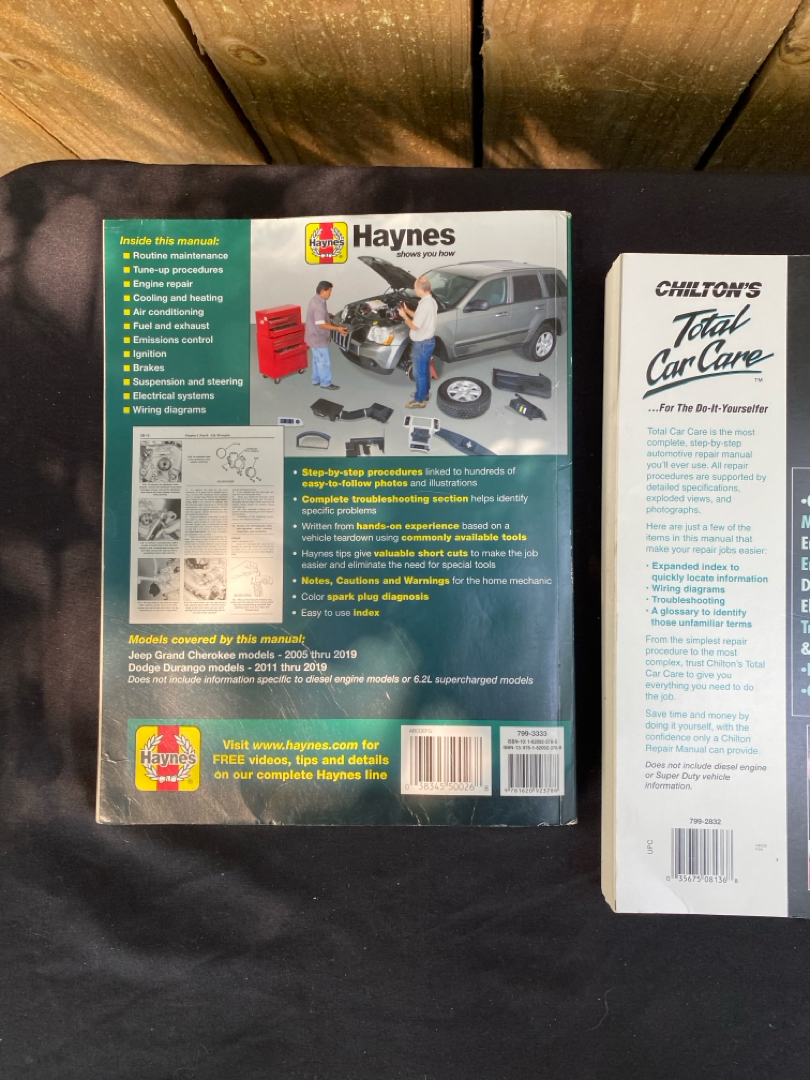 Inside this manual:
Routine maintenance
Tune-up procedures
Engine repair
Cooling and heating
Air conditioning
Fuel and exhaust
Emissions control
Ignition
Brakes
Suspension and steering
Electrical systems
Wiring diagrams
Haynes
Haynes
shows you how
• Step-by-step procedures linked to hundreds of
easy-to-follow photos and illustrations
• Complete troubleshooting section helps identify
specific problems
• Written from hands-on experience based on a
vehicle teardown using commonly available tools
• Haynes tips give valuable short cuts to make the job
easier and eliminate the need for special tools
• Notes, Cautions and Warnings for the home mechanic
• Color spark plug diagnosis
• Easy to use index
Models covered by this manual;
Jeep Grand Cherokee models - 2005 thru 2019
Dodge Durango models - 2011 thru 2019
Does not include information specific to diesel engine models or 6.2L supercharged models
Haynes
Visit www.haynes.com for
FREE videos, tips and details
on our complete Haynes line
0 38345 50026 8
799-3333
CHILTON'S
Total
Car Care
TM
...For The Do-It-Yourselfer
Total Car Care is the most
complete, step-by-step
automotive repair manual
you'll ever use. All repair
procedures are supported by
detailed specifications,
exploded views, and
photographs.
Here are just a few of the
items in this manual that
make your repair jobs easier:
• Expanded index to
quickly locate information
• Wiring diagrams
• Troubleshooting
• A glossary to identify
those unfamiliar terms
From the simplest repair
procedure to the most
complex, trust Chilton's Total
Car Care to give you
everything you need to do
the job.
Save time and money by
doing it yourself, with the
confidence only a Chilton
Repair Manual can provide.
Does not include diesel engine
or Super Duty vehicle
information.
799-2832
UPC
0 35675 08136 8